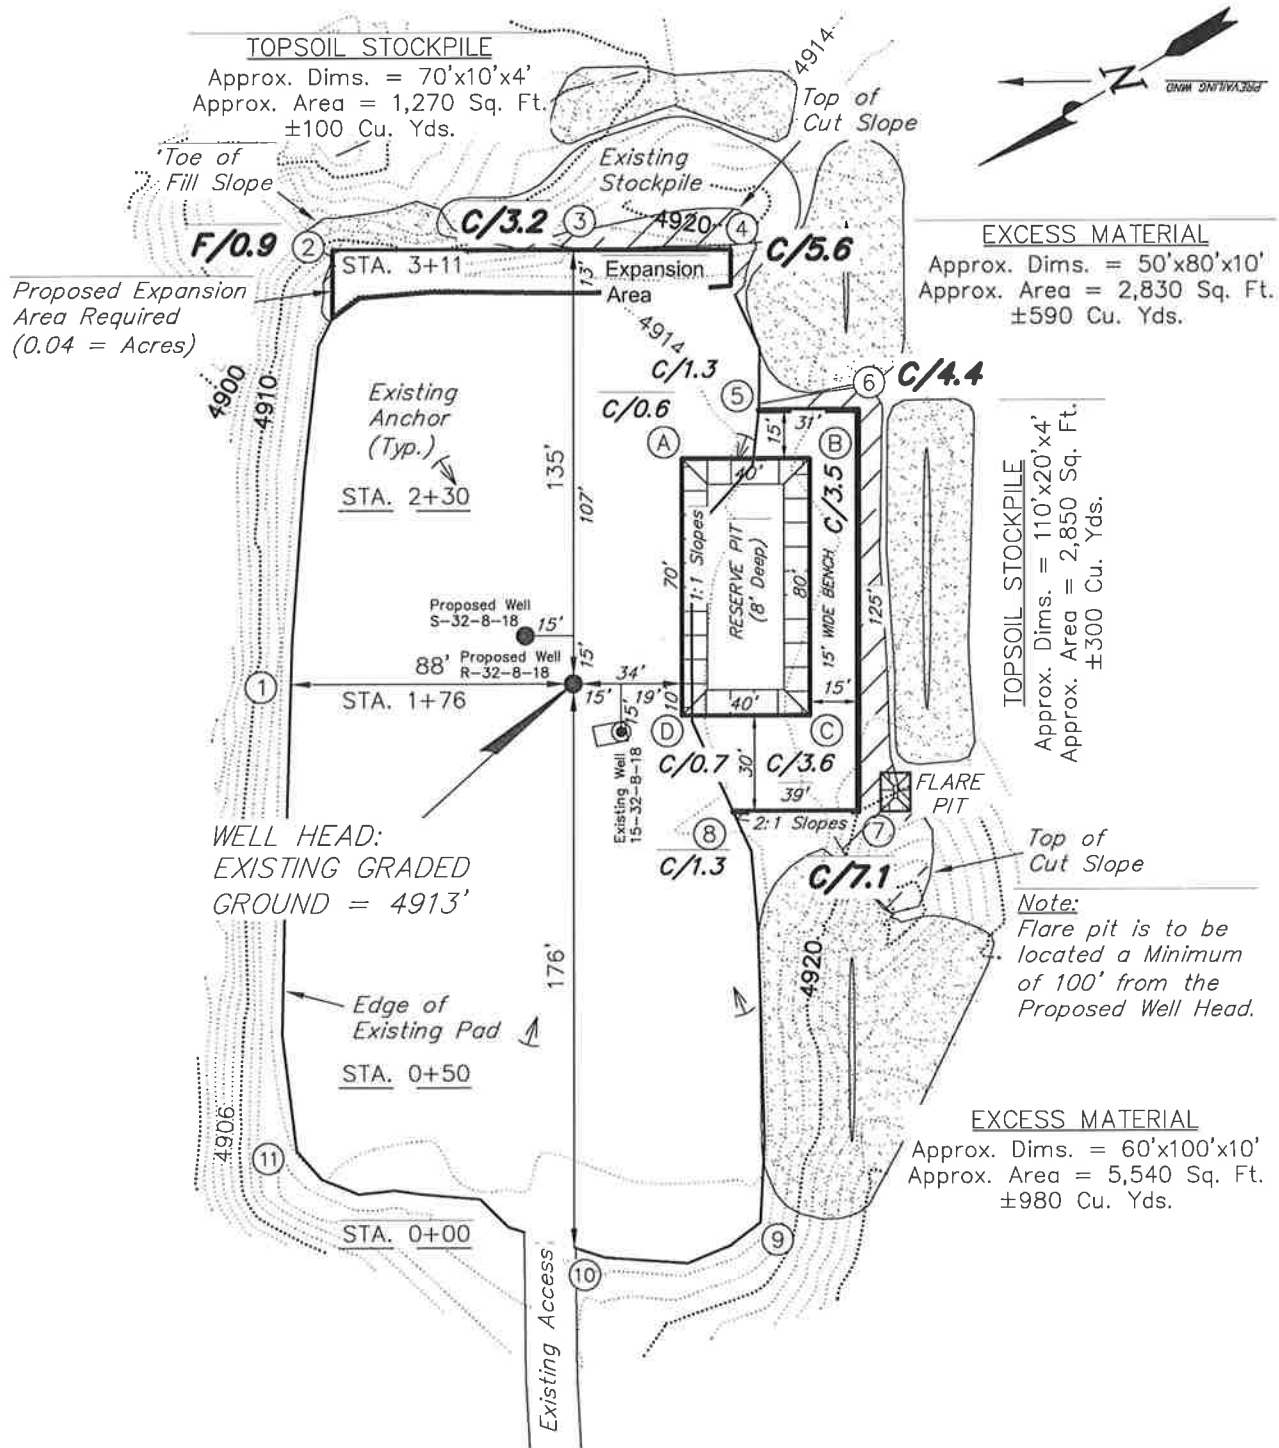 TOPSOIL STOCKPILE
Approx. Dims. = 70'x10'x4'
Approx. Area = 1,270 Sq. Ft.
±100 Cu. Yds.
4914
Top of
Cut Slope
N
PREVAILING WIND
Toe of
Fill Slope
Existing
Stockpile
EXCESS MATERIAL
Approx. Dims. = 50'x80'x10'
Approx. Area = 2,830 Sq. Ft.
±590 Cu. Yds.
F/0.9
2
C/3.2
3
4920
4
C/5.6
STA. 3+11
13'
Expansion
Area
Proposed Expansion
Area Required
(0.04 = Acres)
4900
4910
4914
C/1.3
5
6
C/4.4
Existing
Anchor
(Typ.)
STA. 2+30
135'
107'
C/0.6
A
15'
31'
B
40'
C/3.5
1:1 Slopes
RESERVE PIT
(8' Deep)
70'
80'
15' WIDE BENCH
125'
TOPSOIL STOCKPILE
Approx. Dims. = 110'x20'x4'
Approx. Area = 2,850 Sq. Ft.
±300 Cu. Yds.
Proposed Well
S-32-8-18
15'
15'
88'
Proposed Well
R-32-8-18
34'
1
STA. 1+76
15'
19'
10'
15'
40'
15'
D
C
Existing Well
15-32-8-18
C/0.7
30'
C/3.6
39'
FLARE
PIT
8
2:1 Slopes
7
C/1.3
C/7.1
Top of
Cut Slope
WELL HEAD:
EXISTING GRADED
GROUND = 4913'
Note:
Flare pit is to be
located a Minimum
of 100' from the
Proposed Well Head.
176'
4920
Edge of
Existing Pad
STA. 0+50
4906
11
EXCESS MATERIAL
Approx. Dims. = 60'x100'x10'
Approx. Area = 5,540 Sq. Ft.
±980 Cu. Yds.
STA. 0+00
9
10
Existing Access